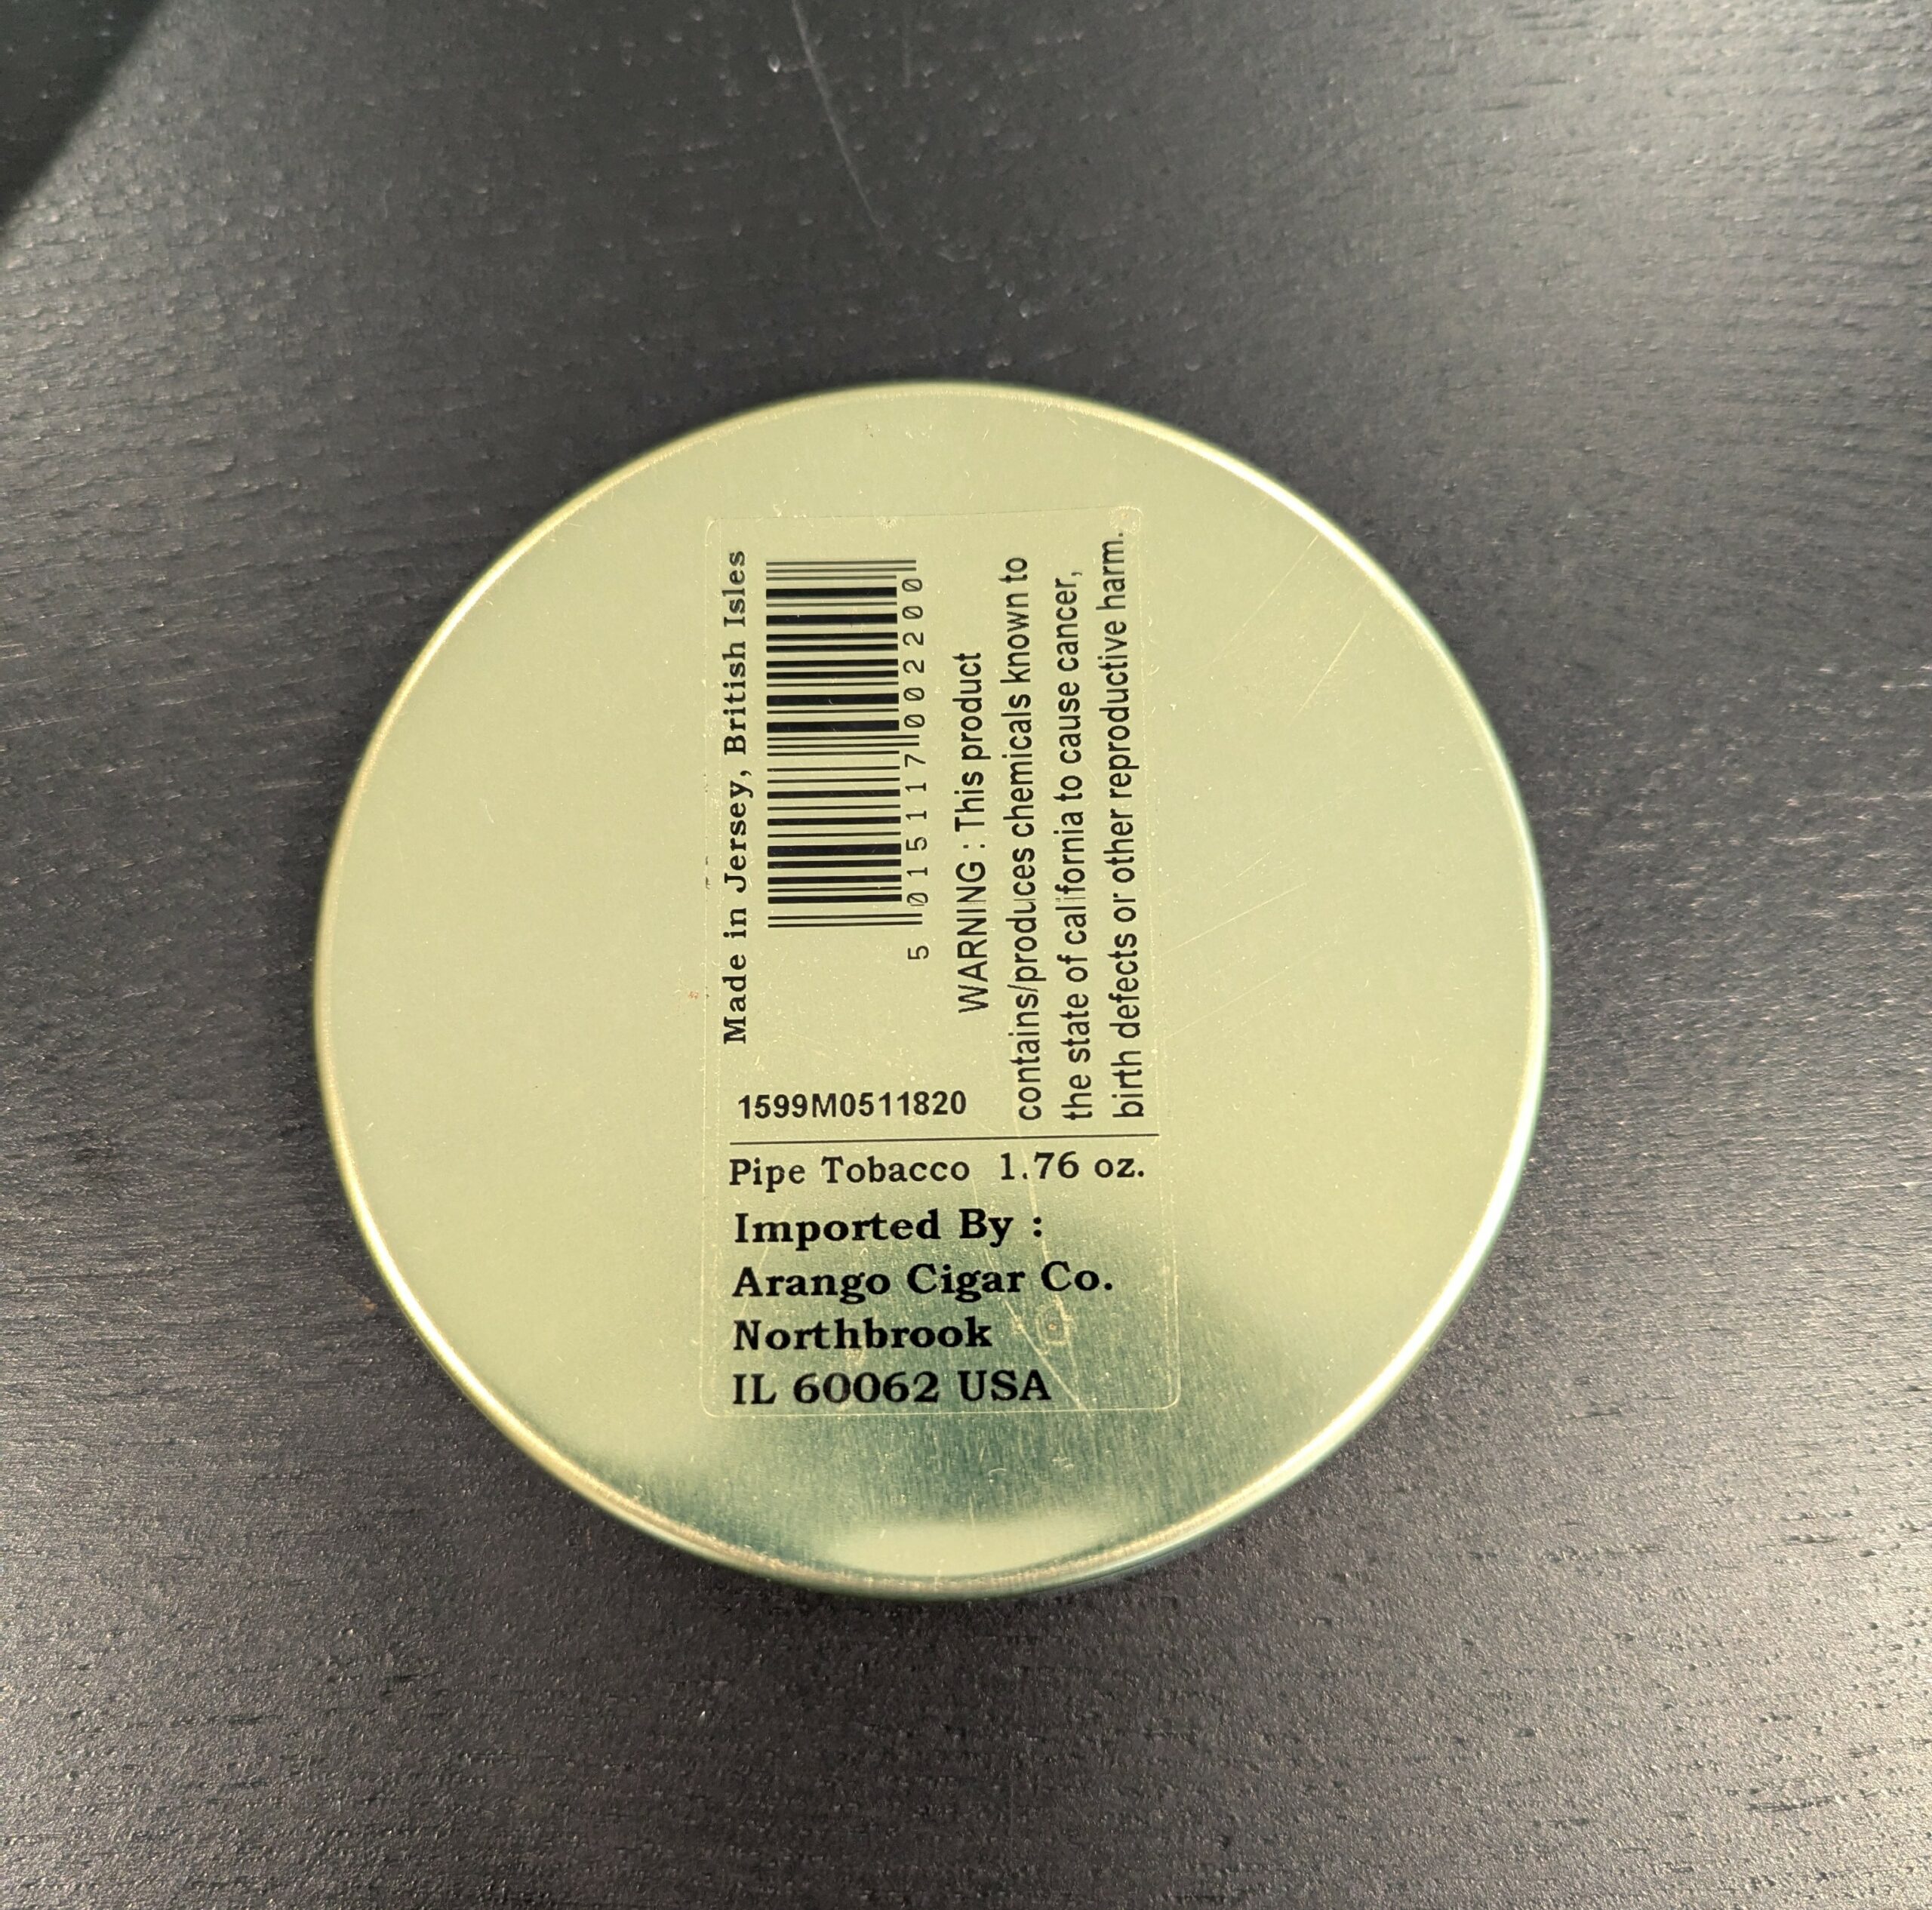 Made in Jersey, British Isles
5 015117 002200
WARNING : This product
contains/produces chemicals known to
the state of california to cause cancer,
birth defects or other reproductive harm.
1599M0511820
Pipe Tobacco 1.76 oz.
Imported By :
Arango Cigar Co.
Northbrook
IL 60062 USA